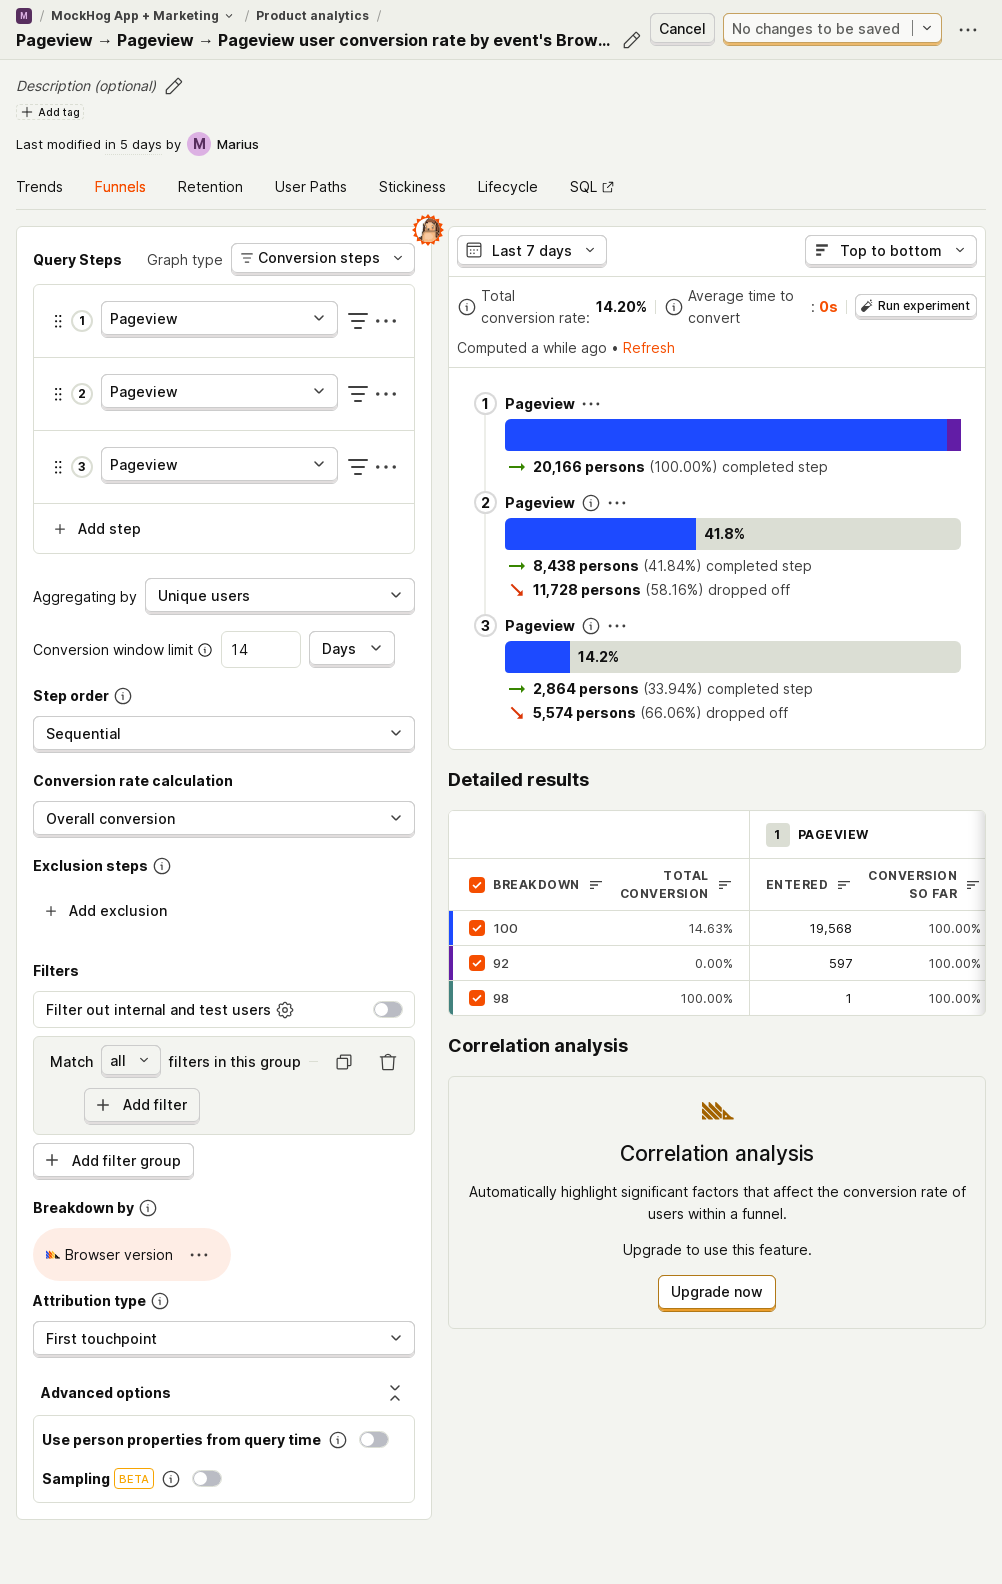 M / MockHog App + Marketing / Product analytics /
Pageview → Pageview → Pageview user conversion rate by event's Brow...
Cancel
No changes to be saved
Description (optional)
Add tag
Last modified in 5 days by M Marius
Trends Funnels Retention User Paths Stickiness Lifecycle SQL
Query Steps Graph type Conversion steps
1 Pageview
2 Pageview
3 Pageview
Add step
Aggregating by Unique users
Conversion window limit 14 Days
Step order
Sequential
Conversion rate calculation
Overall conversion
Exclusion steps
Add exclusion
Filters
Filter out internal and test users
Match all filters in this group
Add filter
Add filter group
Breakdown by
Browser version
Attribution type
First touchpoint
Advanced options
Use person properties from query time
Sampling BETA
Last 7 days Top to bottom
Total conversion rate: 14.20%
Average time to convert : 0s
Run experiment
Computed a while ago • Refresh
1 Pageview
20,166 persons (100.00%) completed step
2 Pageview
41.8%
8,438 persons (41.84%) completed step
11,728 persons (58.16%) dropped off
3 Pageview
14.2%
2,864 persons (33.94%) completed step
5,574 persons (66.06%) dropped off
Detailed results
1 PAGEVIEW
BREAKDOWN TOTAL CONVERSION ENTERED CONVERSION SO FAR
100 14.63% 19,568 100.00%
92 0.00% 597 100.00%
98 100.00% 1 100.00%
Correlation analysis
Correlation analysis
Automatically highlight significant factors that affect the conversion rate of
users within a funnel.
Upgrade to use this feature.
Upgrade now